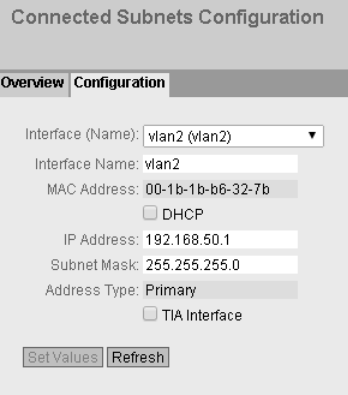 Connected Subnets Configuration
Overview Configuration
Interface (Name): vlan2 (vlan2)
Interface Name: vlan2
MAC Address: 00-1b-1b-b6-32-7b
DHCP
IP Address: 192.168.50.1
Subnet Mask: 255.255.255.0
Address Type: Primary
TIA Interface
Set Values Refresh